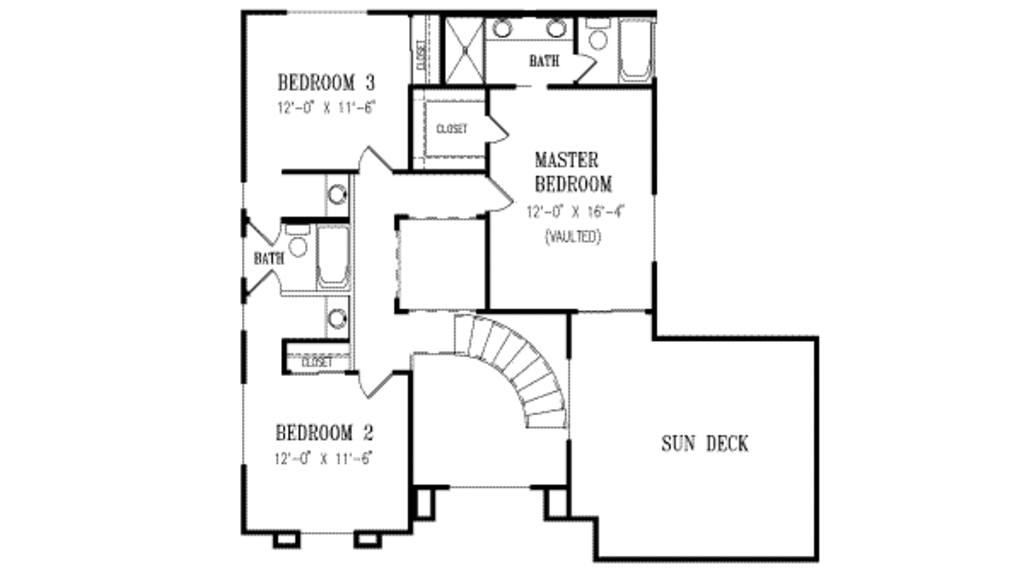 CLOSET
BATH
BEDROOM 3
12'-0" X 11'-6"
CLOSET
MASTER
BEDROOM
12'-0" X 16'-4"
(VAULTED)
BATH
CLOSET
BEDROOM 2
12'-0" X 11'-6"
SUN DECK